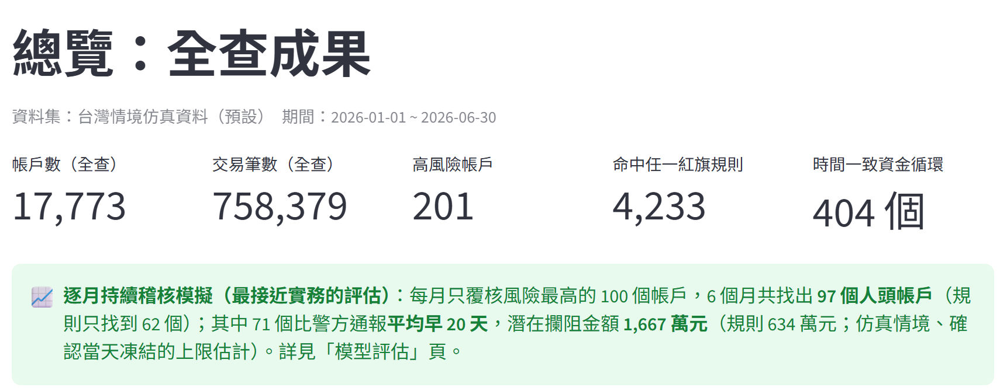 總覽：全查成果
資料集：台灣情境仿真資料（預設） 期間：2026-01-01 ~ 2026-06-30
帳戶數（全查） 交易筆數（全查） 高風險帳戶 命中任一紅旗規則 時間一致資金循環
17,773 758,379 201 4,233 404 個
逐月持續稽核模擬（最接近實務的評估）：每月只覆核風險最高的 100 個帳戶，6 個月共找出 97 個人頭帳戶（規
則只找到 62 個）；其中 71 個比警方通報平均早 20 天，潛在攔阻金額 1,667 萬元（規則 634 萬元；仿真情境、確
認當天凍結的上限估計）。詳見「模型評估」頁。